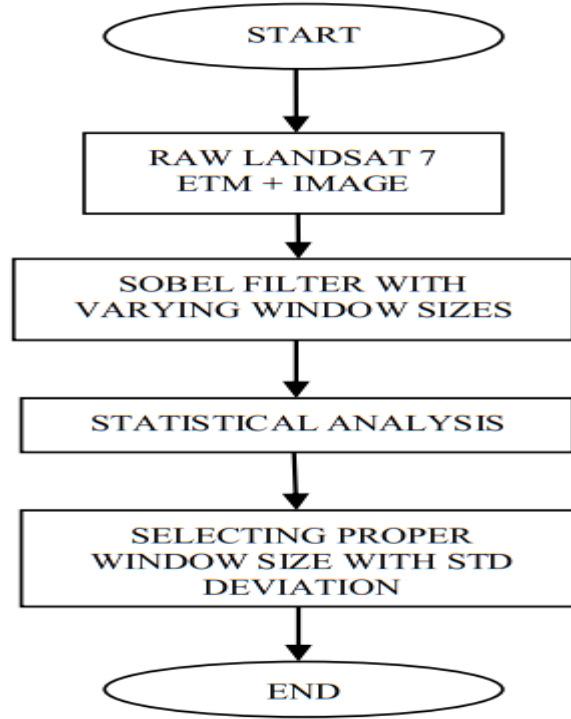 START
RAW LANDSAT 7
ETM + IMAGE
SOBEL FILTER WITH
VARYING WINDOW SIZES
STATISTICAL ANALYSIS
SELECTING PROPER
WINDOW SIZE WITH STD
DEVIATION
END